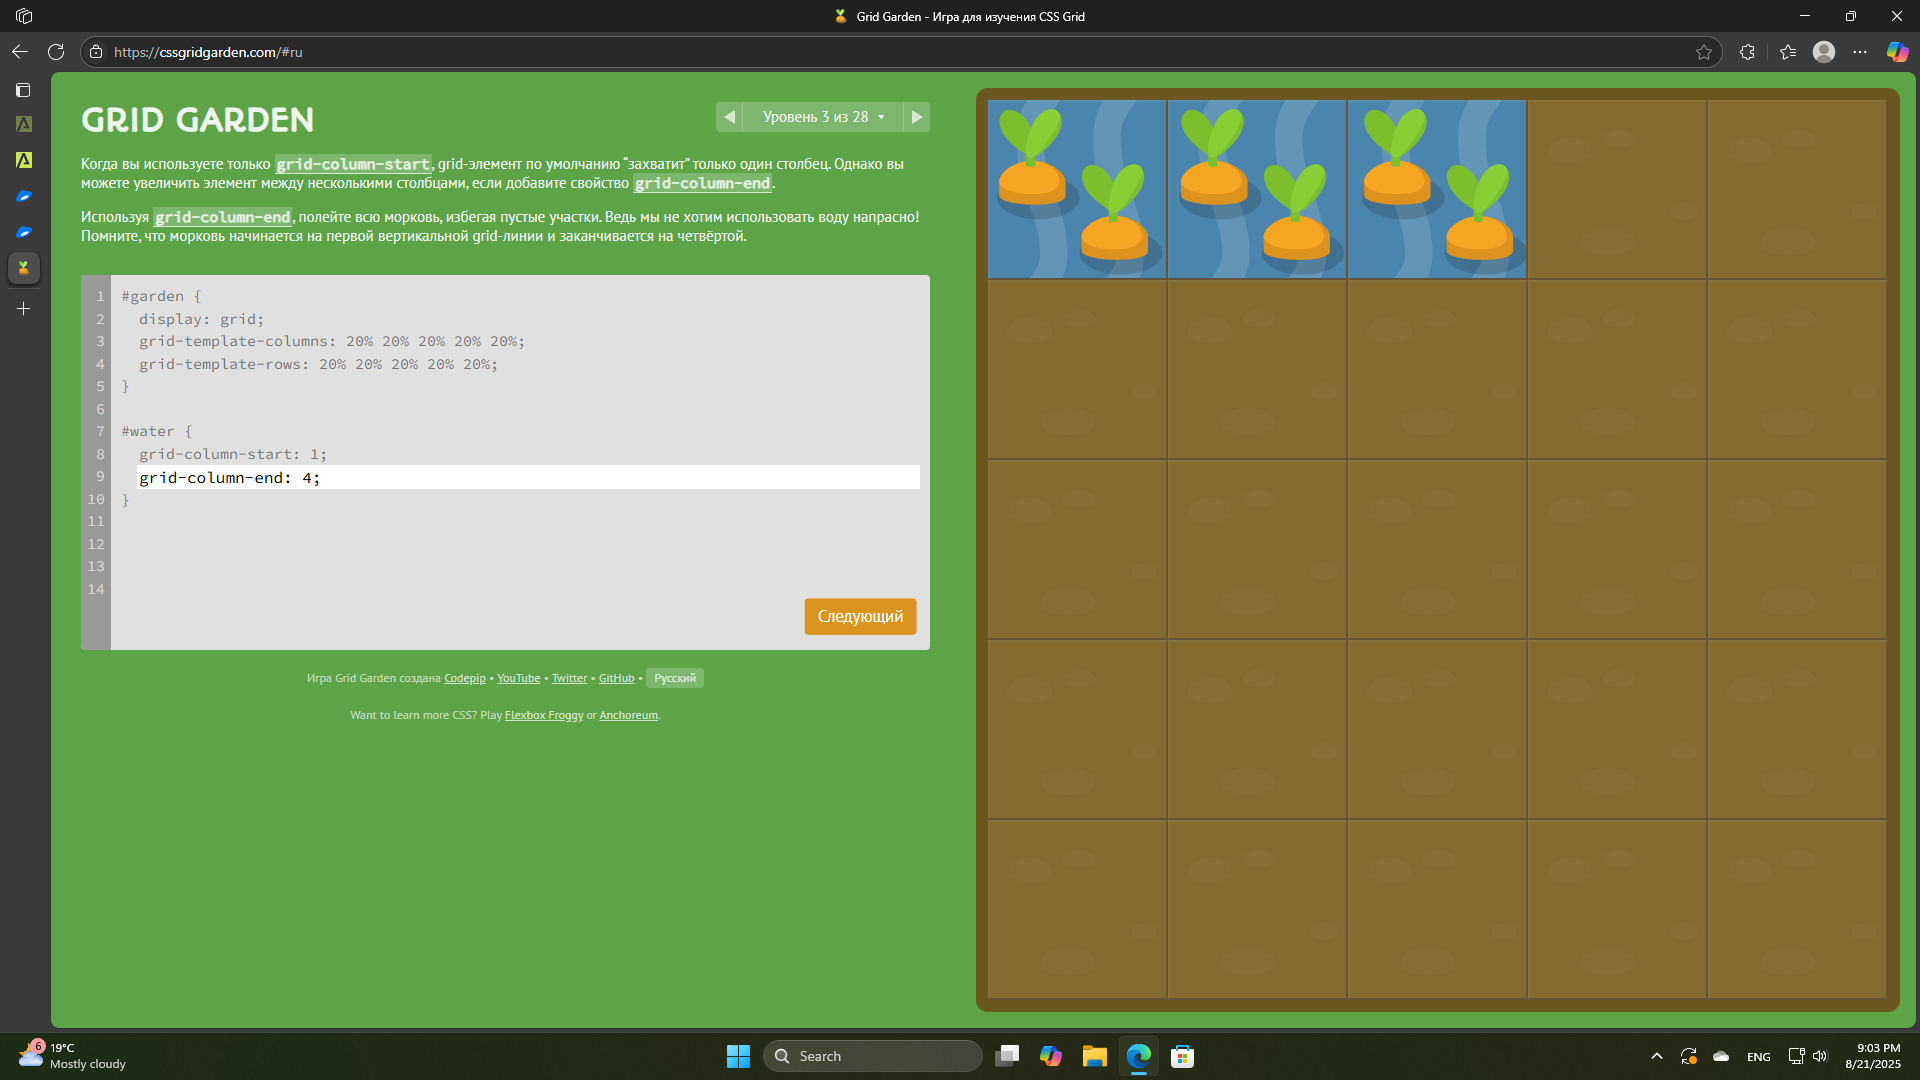 Grid Garden - Игра для изучения CSS Grid
https://cssgridgarden.com/#ru
GRID GARDEN
Уровень 3 из 28
Когда вы используете только grid-column-start, grid-элемент по умолчанию “захватит” только один столбец. Однако вы
можете увеличить элемент между несколькими столбцами, если добавите свойство grid-column-end.
Используя grid-column-end, полейте всю морковь, избегая пустые участки. Ведь мы не хотим использовать воду напрасно!
Помните, что морковь начинается на первой вертикальной grid-линии и заканчивается на четвёртой.
1 #garden {
2 display: grid;
3 grid-template-columns: 20% 20% 20% 20% 20%;
4 grid-template-rows: 20% 20% 20% 20% 20%;
5 }
6
7 #water {
8 grid-column-start: 1;
9 grid-column-end: 4;
10 }
11
12
13
14
Следующий
Игра Grid Garden создана Codepip • YouTube • Twitter • GitHub • Русский
Want to learn more CSS? Play Flexbox Froggy or Anchoreum.
6
19°C
Mostly cloudy
Search
ENG
9:03 PM
8/21/2025